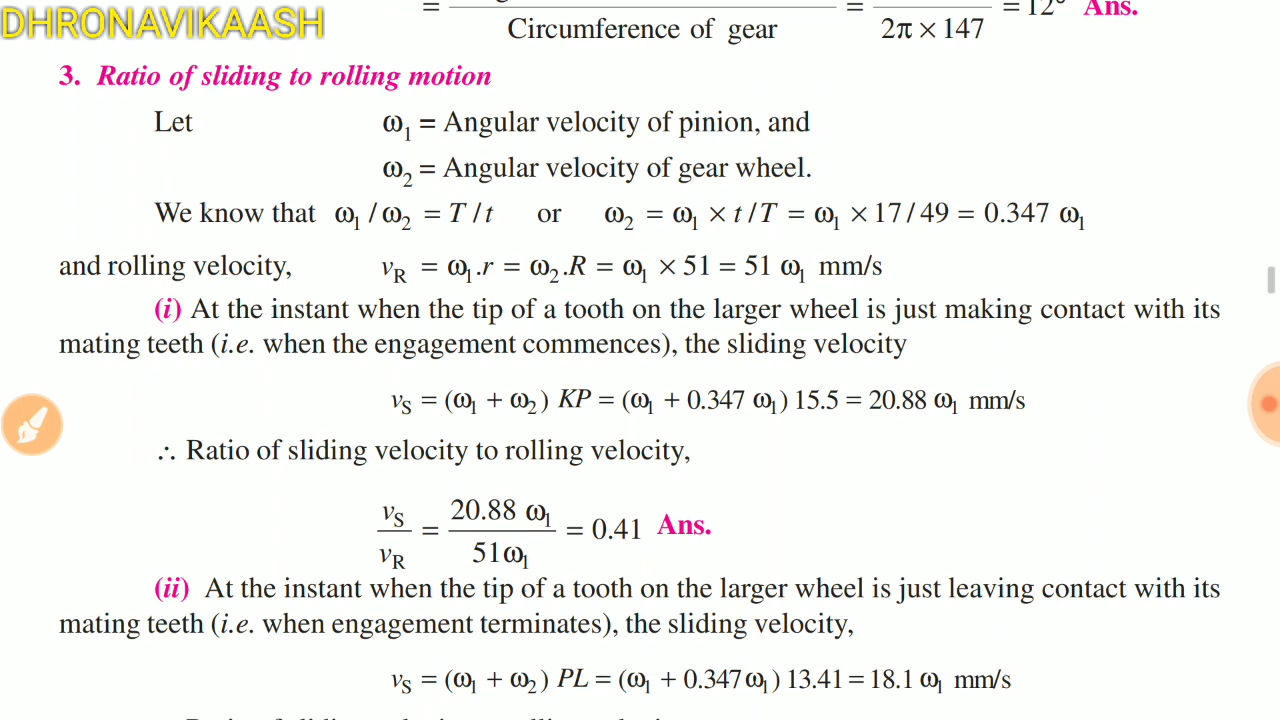 DHRONAVIKAASH
= Circumference of gear = 2π × 147 = 12° Ans.
3. Ratio of sliding to rolling motion
Let ω1 = Angular velocity of pinion, and
ω2 = Angular velocity of gear wheel.
We know that ω1 / ω2 = T / t or ω2 = ω1 × t / T = ω1 × 17 / 49 = 0.347 ω1
and rolling velocity, vR = ω1.r = ω2.R = ω1 × 51 = 51 ω1 mm/s
(i) At the instant when the tip of a tooth on the larger wheel is just making contact with its
mating teeth (i.e. when the engagement commences), the sliding velocity
vS = (ω1 + ω2) KP = (ω1 + 0.347 ω1) 15.5 = 20.88 ω1 mm/s
∴ Ratio of sliding velocity to rolling velocity,
vS / vR = 20.88 ω1 / 51ω1 = 0.41 Ans.
(ii) At the instant when the tip of a tooth on the larger wheel is just leaving contact with its
mating teeth (i.e. when engagement terminates), the sliding velocity,
vS = (ω1 + ω2) PL = (ω1 + 0.347 ω1) 13.41 = 18.1 ω1 mm/s